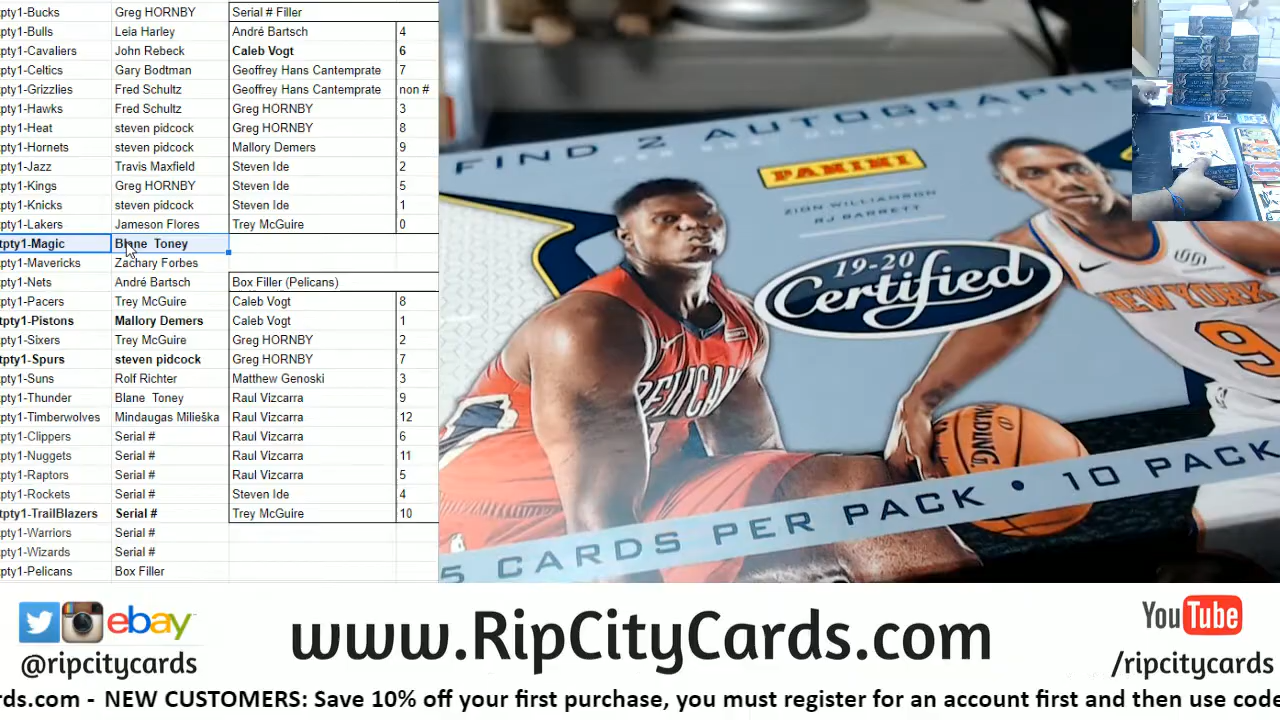 pty1-Bucks Greg HORNBY Serial # Filler
pty1-Bulls Leia Harley André Bartsch 4
pty1-Cavaliers John Rebeck Caleb Vogt 6
pty1-Celtics Gary Bodtman Geoffrey Hans Cantemprate 7
pty1-Grizzlies Fred Schultz Geoffrey Hans Cantemprate non #
pty1-Hawks Fred Schultz Greg HORNBY 3
pty1-Heat steven pidcock Greg HORNBY 8
pty1-Hornets steven pidcock Mallory Demers 9
pty1-Jazz Travis Maxfield Steven Ide 2
pty1-Kings Greg HORNBY Steven Ide 5
pty1-Knicks steven pidcock Steven Ide 1
pty1-Lakers Jameson Flores Trey McGuire 0
tpty1-Magic Blane Toney
pty1-Mavericks Zachary Forbes
pty1-Nets André Bartsch Box Filler (Pelicans)
pty1-Pacers Trey McGuire Caleb Vogt 8
tpty1-Pistons Mallory Demers Caleb Vogt 1
pty1-Sixers Trey McGuire Greg HORNBY 2
tpty1-Spurs steven pidcock Greg HORNBY 7
pty1-Suns Rolf Richter Matthew Genoski 3
pty1-Thunder Blane Toney Raul Vizcarra 9
pty1-Timberwolves Mindaugas Milieška Raul Vizcarra 12
pty1-Clippers Serial # Raul Vizcarra 6
pty1-Nuggets Serial # Raul Vizcarra 11
pty1-Raptors Serial # Raul Vizcarra 5
pty1-Rockets Serial # Steven Ide 4
tpty1-TrailBlazers Serial # Trey McGuire 10
pty1-Warriors Serial #
pty1-Wizards Serial #
pty1-Pelicans Box Filler
FIND 2 AUTOGRAPHS
PANINI
ZION WILLIAMSON
RJ BARRETT
19-20
Certified
PELICAN
NEW YORK
9
SPALDING
5 CARDS PER PACK • 10 PACK
ebay
@ripcitycards
www.RipCityCards.com
YouTube
/ripcitycards
rds.com - NEW CUSTOMERS: Save 10% off your first purchase, you must register for an account first and then use code